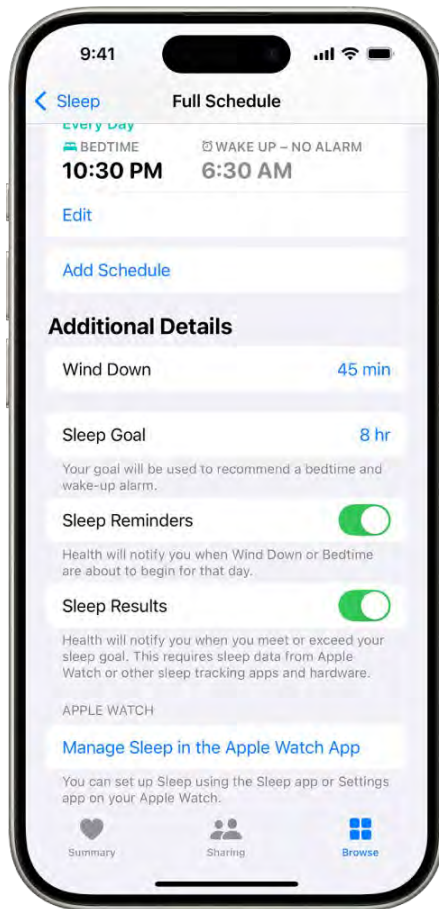 9:41
Sleep
Full Schedule
Every Day
BEDTIME
WAKE UP – NO ALARM
10:30 PM
6:30 AM
Edit
Add Schedule
Additional Details
Wind Down
45 min
Sleep Goal
8 hr
Your goal will be used to recommend a bedtime and
wake-up alarm.
Sleep Reminders
Health will notify you when Wind Down or Bedtime
are about to begin for that day.
Sleep Results
Health will notify you when you meet or exceed your
sleep goal. This requires sleep data from Apple
Watch or other sleep tracking apps and hardware.
APPLE WATCH
Manage Sleep in the Apple Watch App
You can set up Sleep using the Sleep app or Settings
app on your Apple Watch.
Summary
Sharing
Browse